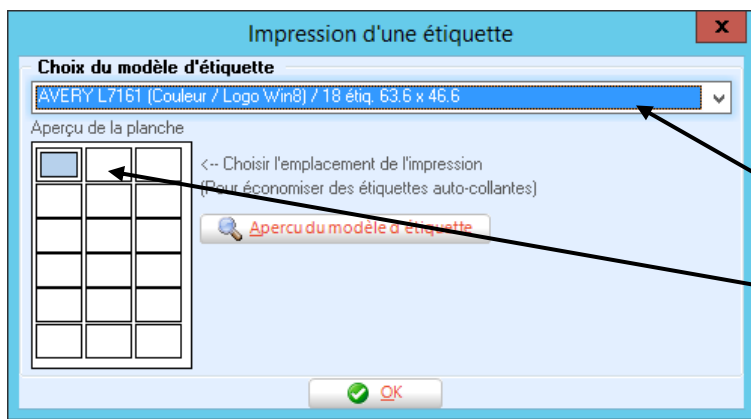 Impression d'une étiquette
x
Choix du modèle d'étiquette
AVERY L7161 (Couleur / Logo Win8) / 18 étiq. 63.6 x 46.6
Aperçu de la planche
<-- Choisir l'emplacement de l'impression
(Pour économiser des étiquettes auto-collantes)
Apercu du modèle d'étiquette
OK